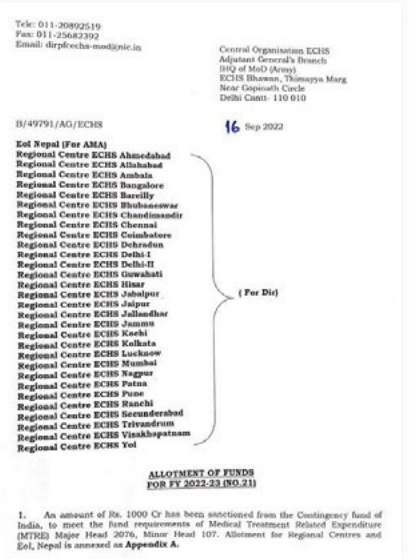 Tele: 011-20892519
Fax: 011-25682392
Email: dirpfcechs-mod@nic.in
Central Organisation ECHS
Adjutant General's Branch
IHQ of MoD (Army)
ECHS Bhawan, Thimayya Marg
Near Gopinath Circle
Delhi Cantt- 110 010
B/49791/AG/ECHS
16 Sep 2022
EoI Nepal (For AMA)
Regional Centre ECHS Ahmedabad
Regional Centre ECHS Allahabad
Regional Centre ECHS Ambala
Regional Centre ECHS Bangalore
Regional Centre ECHS Bareilly
Regional Centre ECHS Bhubaneswar
Regional Centre ECHS Chandimandir
Regional Centre ECHS Chennai
Regional Centre ECHS Coimbatore
Regional Centre ECHS Dehradun
Regional Centre ECHS Delhi-I
Regional Centre ECHS Delhi-II
Regional Centre ECHS Guwahati
Regional Centre ECHS Hisar
Regional Centre ECHS Jabalpur
( For Dir)
Regional Centre ECHS Jaipur
Regional Centre ECHS Jallandhar
Regional Centre ECHS Jammu
Regional Centre ECHS Kochi
Regional Centre ECHS Kolkata
Regional Centre ECHS Lucknow
Regional Centre ECHS Mumbai
Regional Centre ECHS Nagpur
Regional Centre ECHS Patna
Regional Centre ECHS Pune
Regional Centre ECHS Ranchi
Regional Centre ECHS Secunderabad
Regional Centre ECHS Trivandrum
Regional Centre ECHS Visakhapatnam
Regional Centre ECHS Yol
ALLOTMENT OF FUNDS
FOR FY 2022-23 (NO.21)
1. An amount of Rs. 1000 Cr has been sanctioned from the Contingency fund of
India, to meet the fund requirements of Medical Treatment Related Expenditure
(MTRE) Major Head 2076, Minor Head 107. Allotment for Regional Centres and
EoI, Nepal is annexed as Appendix A.